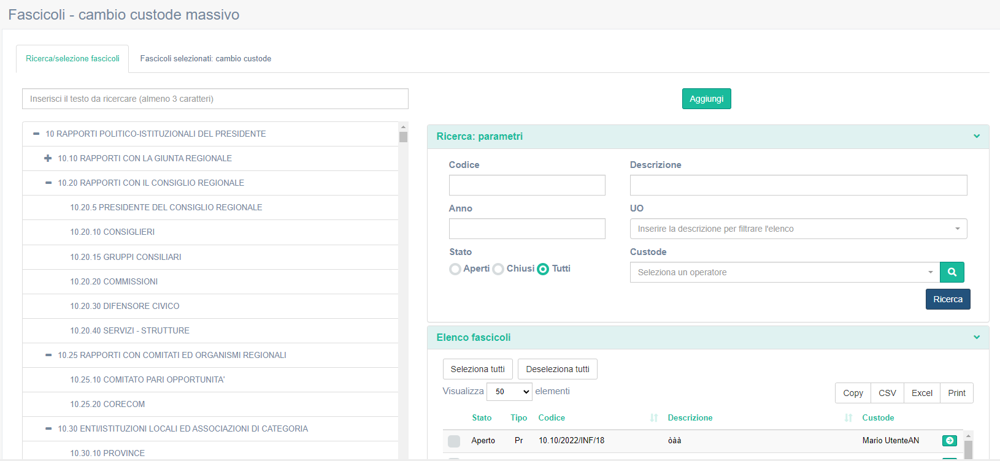 Fascicoli - cambio custode massivo
Ricerca/selezione fascicoli
Fascicoli selezionati: cambio custode
Inserisci il testo da ricercare (almeno 3 caratteri)
10 RAPPORTI POLITICO-ISTITUZIONALI DEL PRESIDENTE
10.10 RAPPORTI CON LA GIUNTA REGIONALE
10.20 RAPPORTI CON IL CONSIGLIO REGIONALE
10.20.5 PRESIDENTE DEL CONSIGLIO REGIONALE
10.20.10 CONSIGLIERI
10.20.15 GRUPPI CONSILIARI
10.20.20 COMMISSIONI
10.20.30 DIFENSORE CIVICO
10.20.40 SERVIZI - STRUTTURE
10.25 RAPPORTI CON COMITATI ED ORGANISMI REGIONALI
10.25.10 COMITATO PARI OPPORTUNITA'
10.25.20 CORECOM
10.30 ENTI/ISTITUZIONI LOCALI ED ASSOCIAZIONI DI CATEGORIA
10.30.10 PROVINCE
Aggiungi
Ricerca: parametri
Codice
Descrizione
Anno
UO
Inserire la descrizione per filtrare l'elenco
Stato
Aperti Chiusi Tutti
Custode
Seleziona un operatore
Ricerca
Elenco fascicoli
Seleziona tutti
Deseleziona tutti
Visualizza 50 elementi
Copy CSV Excel Print
Stato Tipo Codice Descrizione Custode
Aperto Pr 10.10/2022/INF/18 òàà Mario UtenteAN